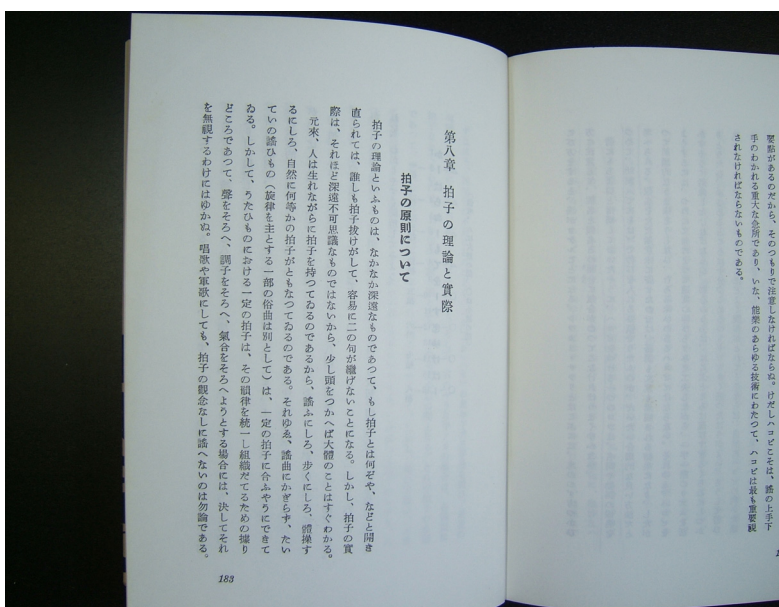 要點があるのだから、そのつもりで注意しなければならぬ。けだしハコビこそは、謠の上手下
手のわかれる重大な急所であり、いな、能樂のあらゆる技術にわたつて、ハコビは最も重要視
されなければならないものである。
第八章 拍子の理論と實際
拍子の原則について
拍子の理論といふものは、なかなか深遠なものであつて、もし拍子とは何ぞや、などと開き
直られては、誰しも拍子拔けがして、容易に二の句が繼げないことになる。しかし、拍子の實
際は、それほど深遠不可思議なものではないから、少し頭をつかへば大體のことはすぐわかる。
元來、人は生れながらに拍子を持つてゐるのであるから、謠ふにしろ、步くにしろ、體操す
るにしろ、自然に何等かの拍子がともなつてゐるのである。それゆゑ、謠曲にかぎらず、たい
ていの謠ひもの（旋律を主とする一部の俗曲は別として）は、一定の拍子に合ふやうにできて
ゐる。しかして、うたひものにおける一定の拍子は、その韻律を統一し組織だてるための據り
どころであつて、聲をそろへ、調子をそろへ、氣合をそろへようとする場合には、決してそれ
を無視するわけにはゆかぬ。唱歌や軍歌にしても、拍子の觀念なしに謠へないのは勿論である。
183